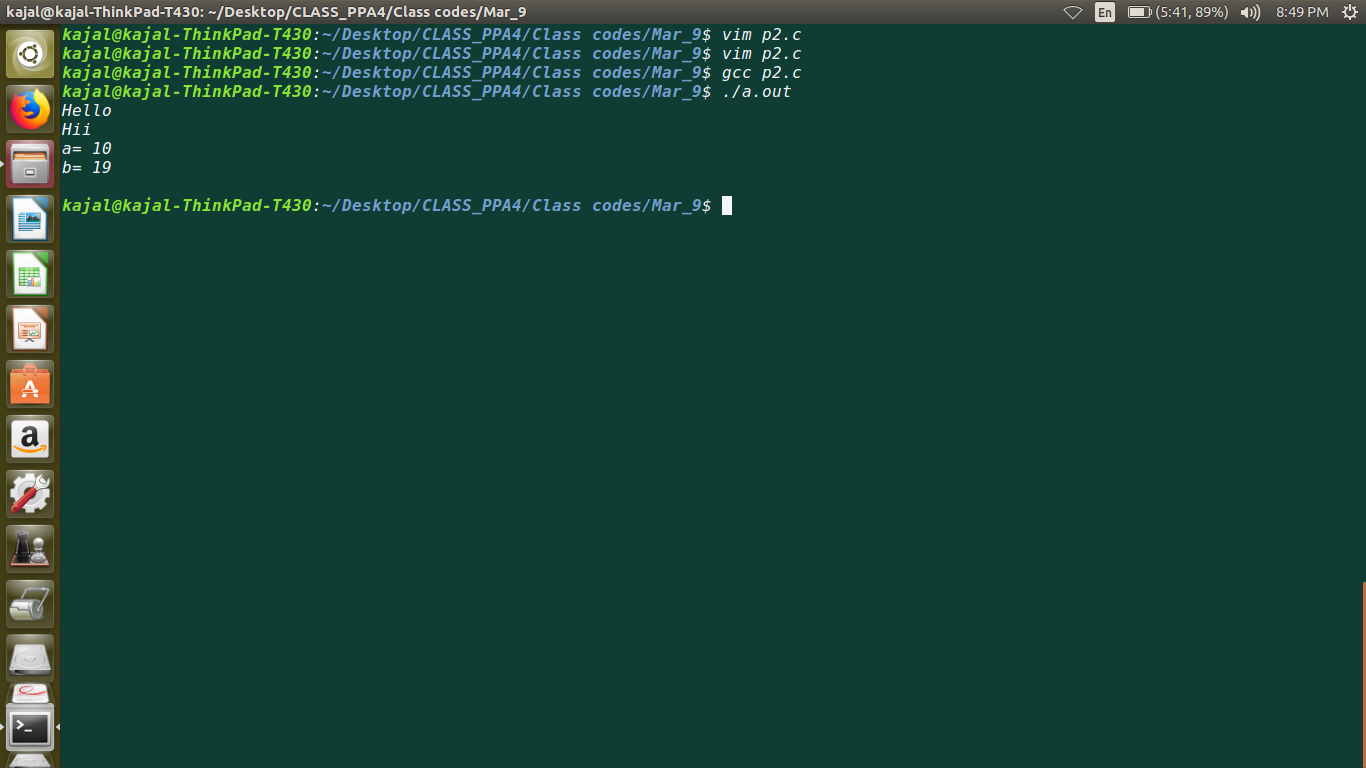 kajal@kajal-ThinkPad-T430: ~/Desktop/CLASS_PPA4/Class codes/Mar_9 En (5:41, 89%) 8:49 PM
kajal@kajal-ThinkPad-T430:~/Desktop/CLASS_PPA4/Class codes/Mar_9$ vim p2.c
kajal@kajal-ThinkPad-T430:~/Desktop/CLASS_PPA4/Class codes/Mar_9$ vim p2.c
kajal@kajal-ThinkPad-T430:~/Desktop/CLASS_PPA4/Class codes/Mar_9$ gcc p2.c
kajal@kajal-ThinkPad-T430:~/Desktop/CLASS_PPA4/Class codes/Mar_9$ ./a.out
Hello
Hii
a= 10
b= 19
kajal@kajal-ThinkPad-T430:~/Desktop/CLASS_PPA4/Class codes/Mar_9$